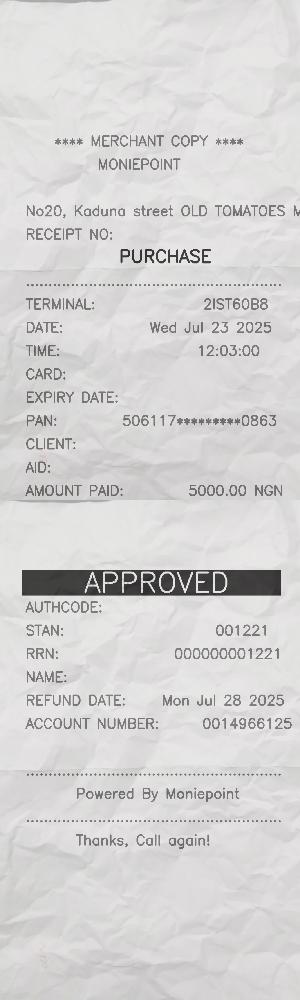 **** MERCHANT COPY ****
MONIEPOINT
No20, Kaduna street OLD TOMATOES M
RECEIPT NO:
PURCHASE
TERMINAL: 2IST60B8
DATE: Wed Jul 23 2025
TIME: 12:03:00
CARD:
EXPIRY DATE:
PAN: 506117*********0863
CLIENT:
AID:
AMOUNT PAID: 5000.00 NGN
APPROVED
AUTHCODE:
STAN: 001221
RRN: 000000001221
NAME:
REFUND DATE: Mon Jul 28 2025
ACCOUNT NUMBER: 0014966125
Powered By Moniepoint
Thanks, Call again!